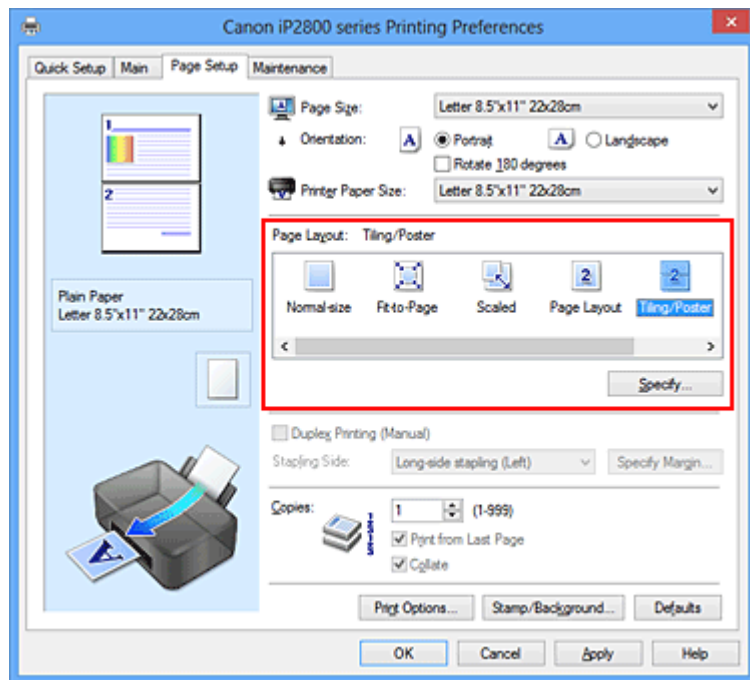 Canon iP2800 series Printing Preferences
Quick Setup Main Page Setup Maintenance
1
2
Plain Paper
Letter 8.5"x11" 22x28cm
Page Size: Letter 8.5"x11" 22x28cm
Orientation: A Portrait A Landscape
Rotate 180 degrees
Printer Paper Size: Letter 8.5"x11" 22x28cm
Page Layout: Tiling/Poster
2 2
Normal-size Fit-to-Page Scaled Page Layout Tiling/Poster
Specify...
Duplex Printing (Manual)
Stapling Side: Long-side stapling (Left) Specify Margin...
Copies: 1 (1-999)
Print from Last Page
Collate
A
Print Options... Stamp/Background... Defaults
OK Cancel Apply Help